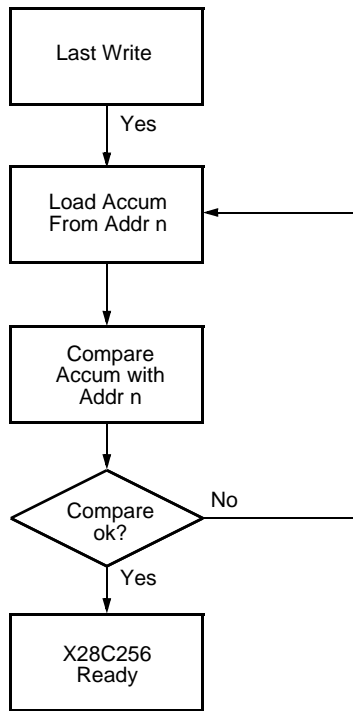 Last Write
Yes
Load Accum
From Addr n
Compare
Accum with
Addr n
Compare
ok?
No
Yes
X28C256
Ready